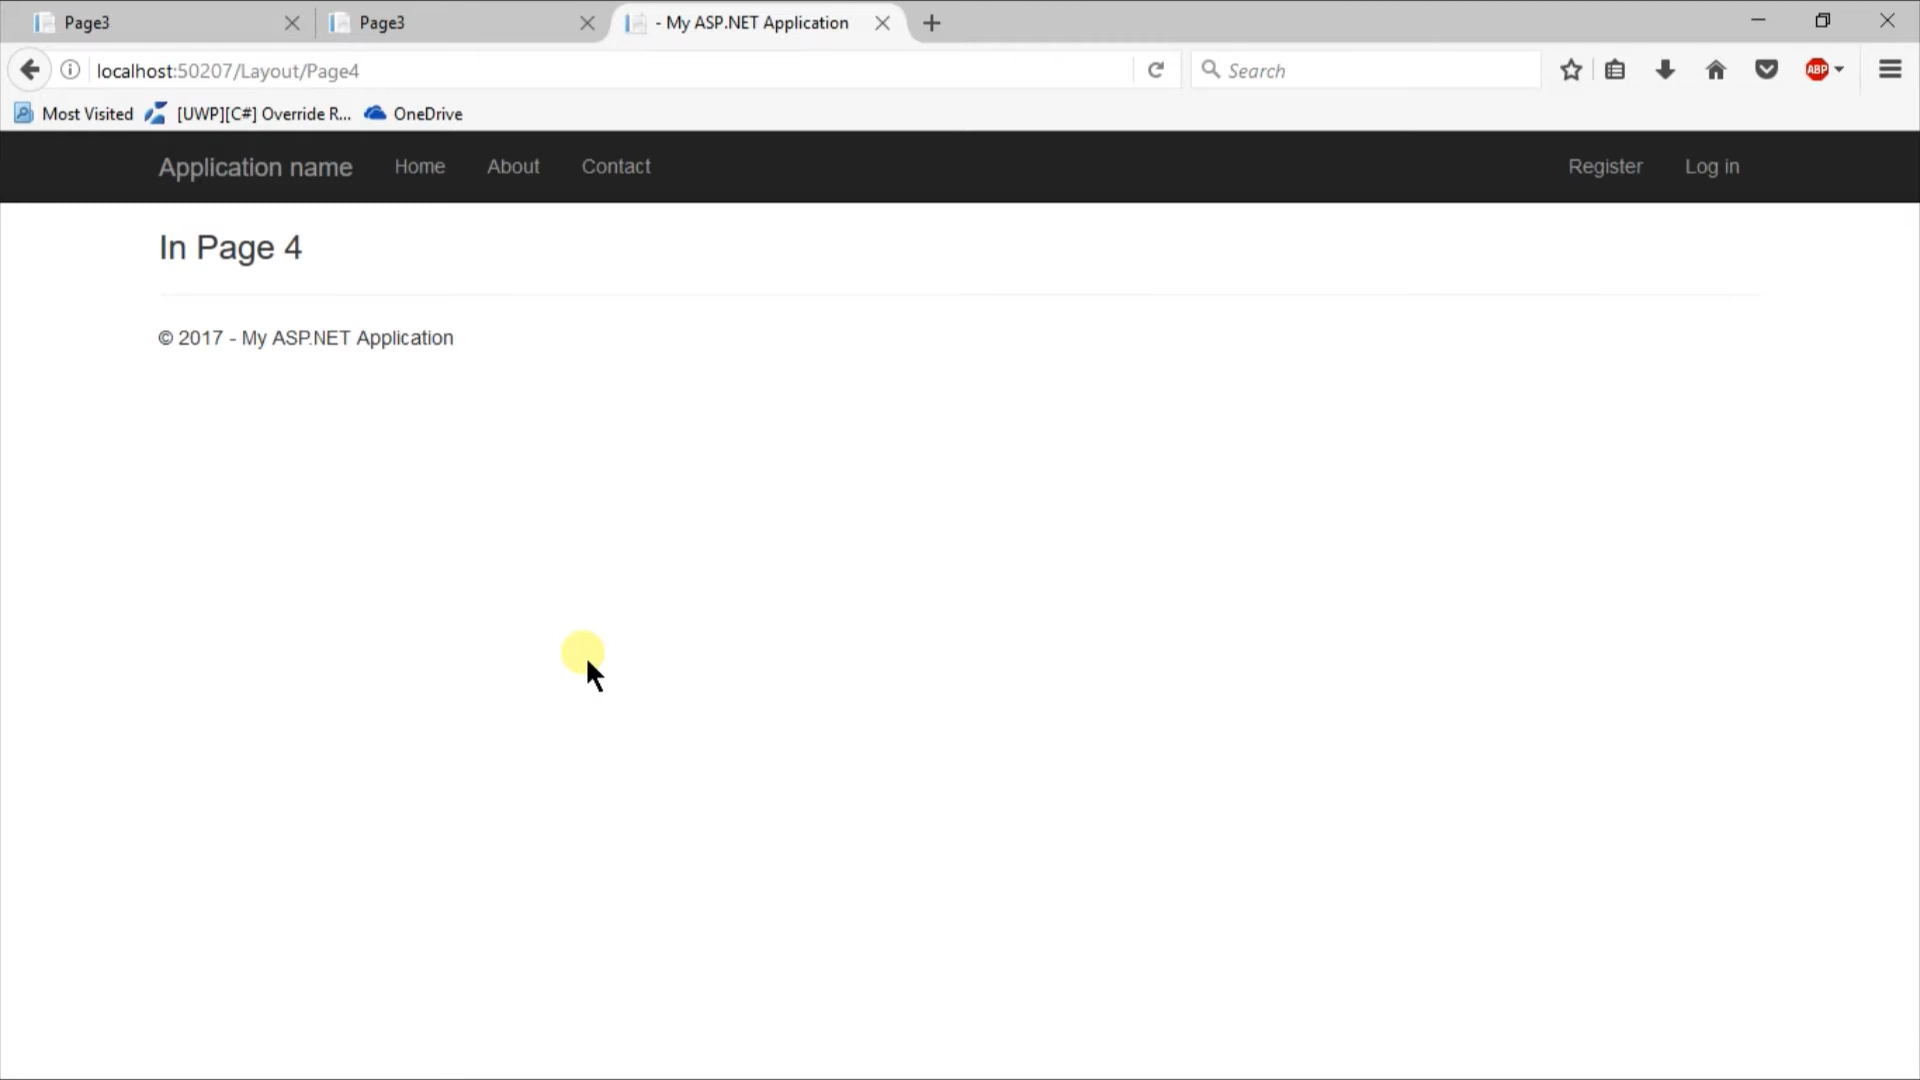 Page3
Page3
- My ASP.NET Application
localhost:50207/Layout/Page4
Search
ABP
Most Visited
[UWP][C#] Override R...
OneDrive
Application name
Home
About
Contact
Register
Log in
In Page 4
© 2017 - My ASP.NET Application